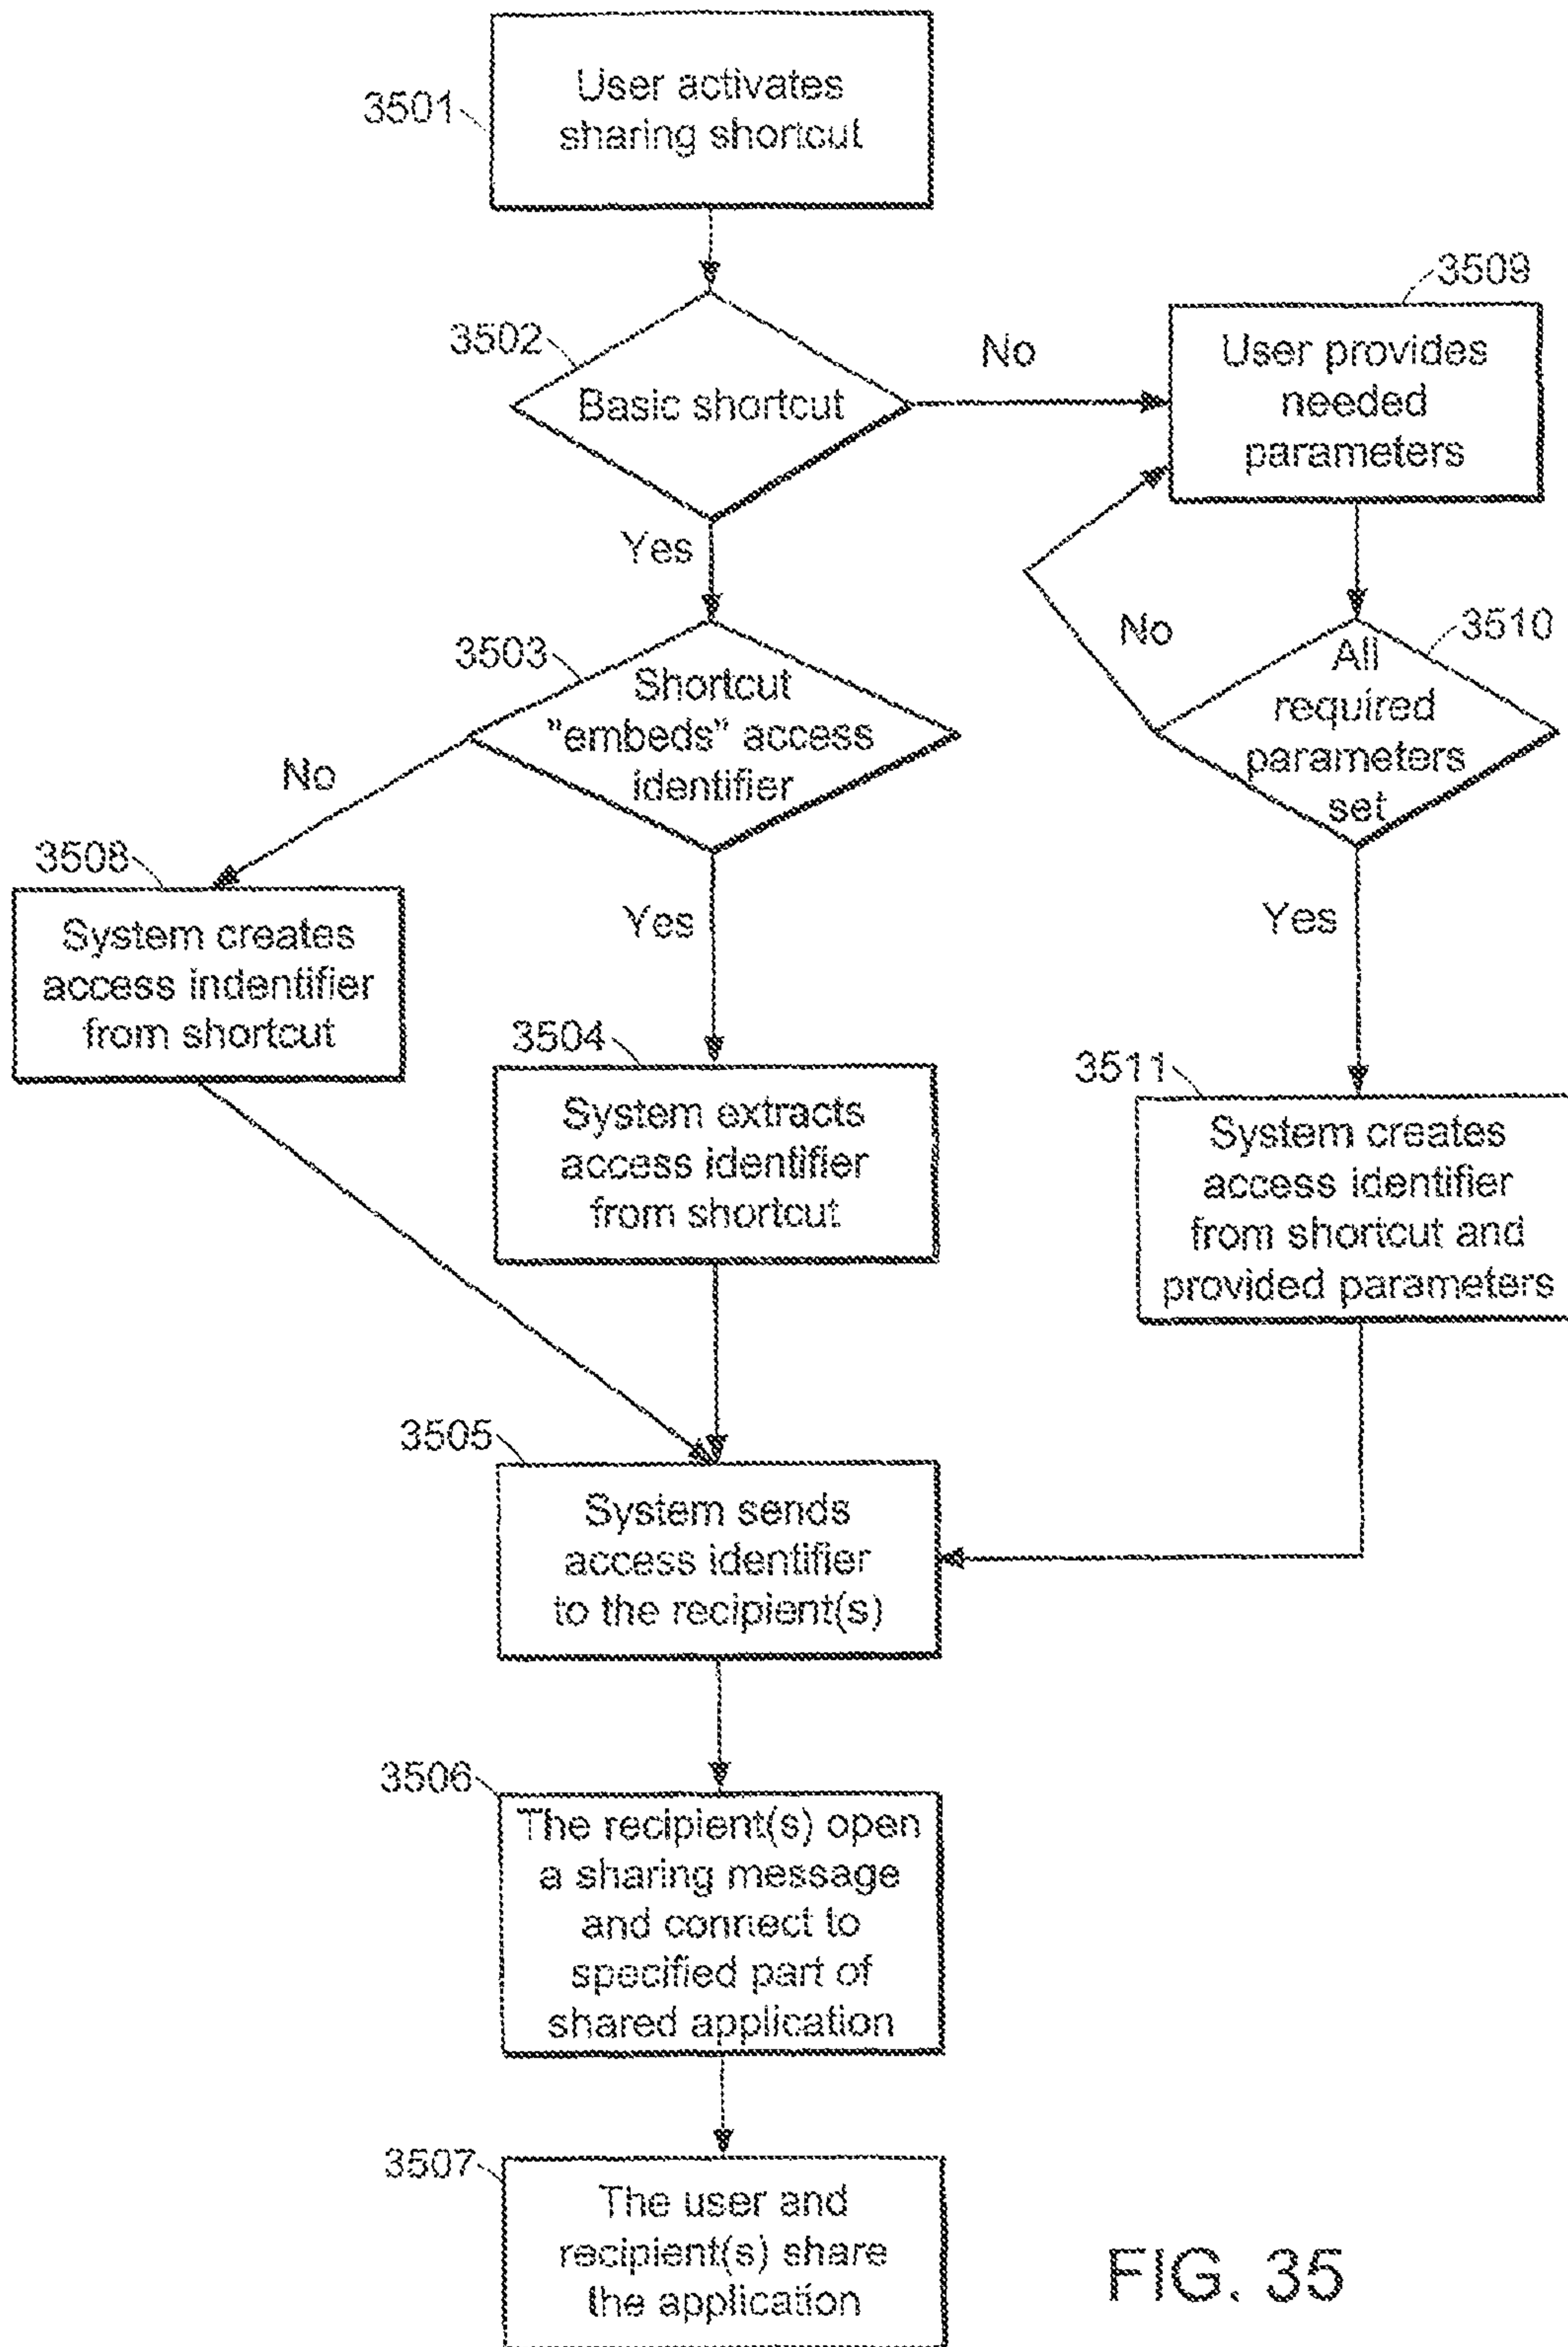 3501
User activates
sharing shortcut
3502
Basic shortcut
No
3509
User provides
needed
parameters
Yes
3503
Shortcut
"embeds" access
identifier
No
3510
All
required
parameters
set
No
3508
System creates
access indentifier
from shortcut
Yes
3504
System extracts
access identifier
from shortcut
Yes
3511
System creates
access identifier
from shortcut and
provided parameters
3505
System sends
access identifier
to the recipient(s)
3506
The recipient(s) open
a sharing message
and connect to
specified part of
shared application
3507
The user and
recipient(s) share
the application
FIG. 35